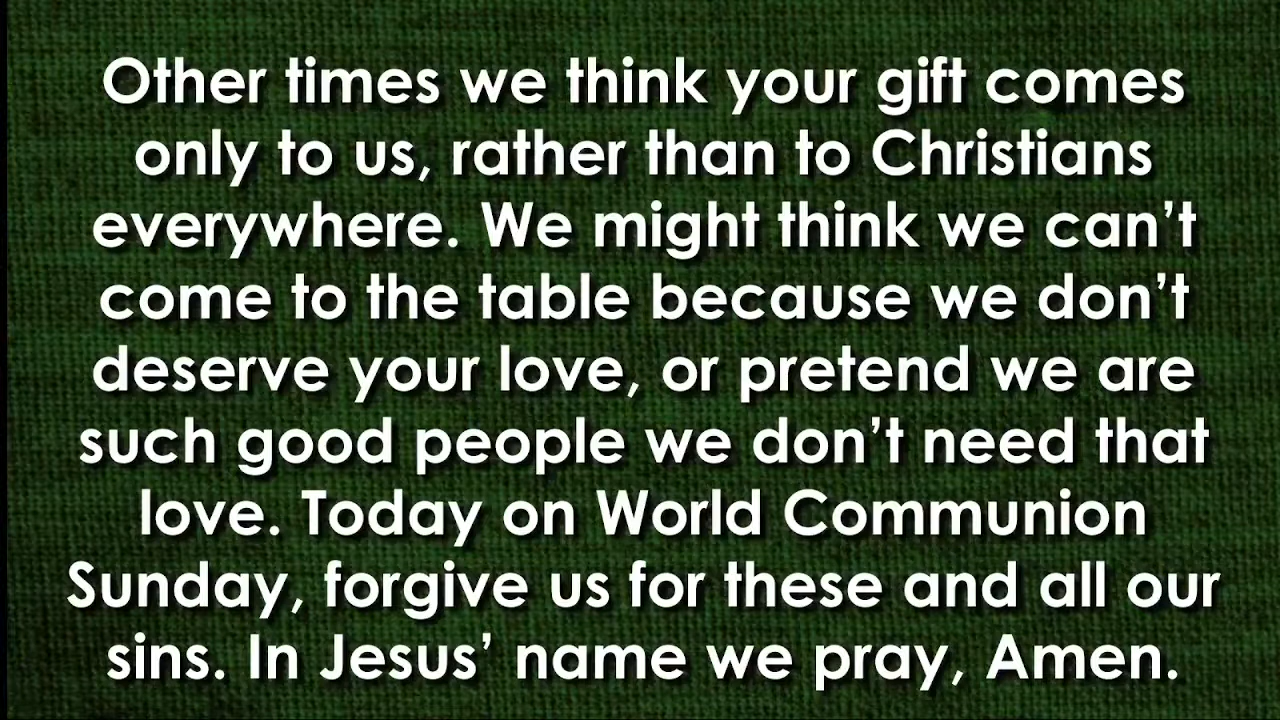 Other times we think your gift comes
only to us, rather than to Christians
everywhere. We might think we can’t
come to the table because we don’t
deserve your love, or pretend we are
such good people we don’t need that
love. Today on World Communion
Sunday, forgive us for these and all our
sins. In Jesus’ name we pray, Amen.